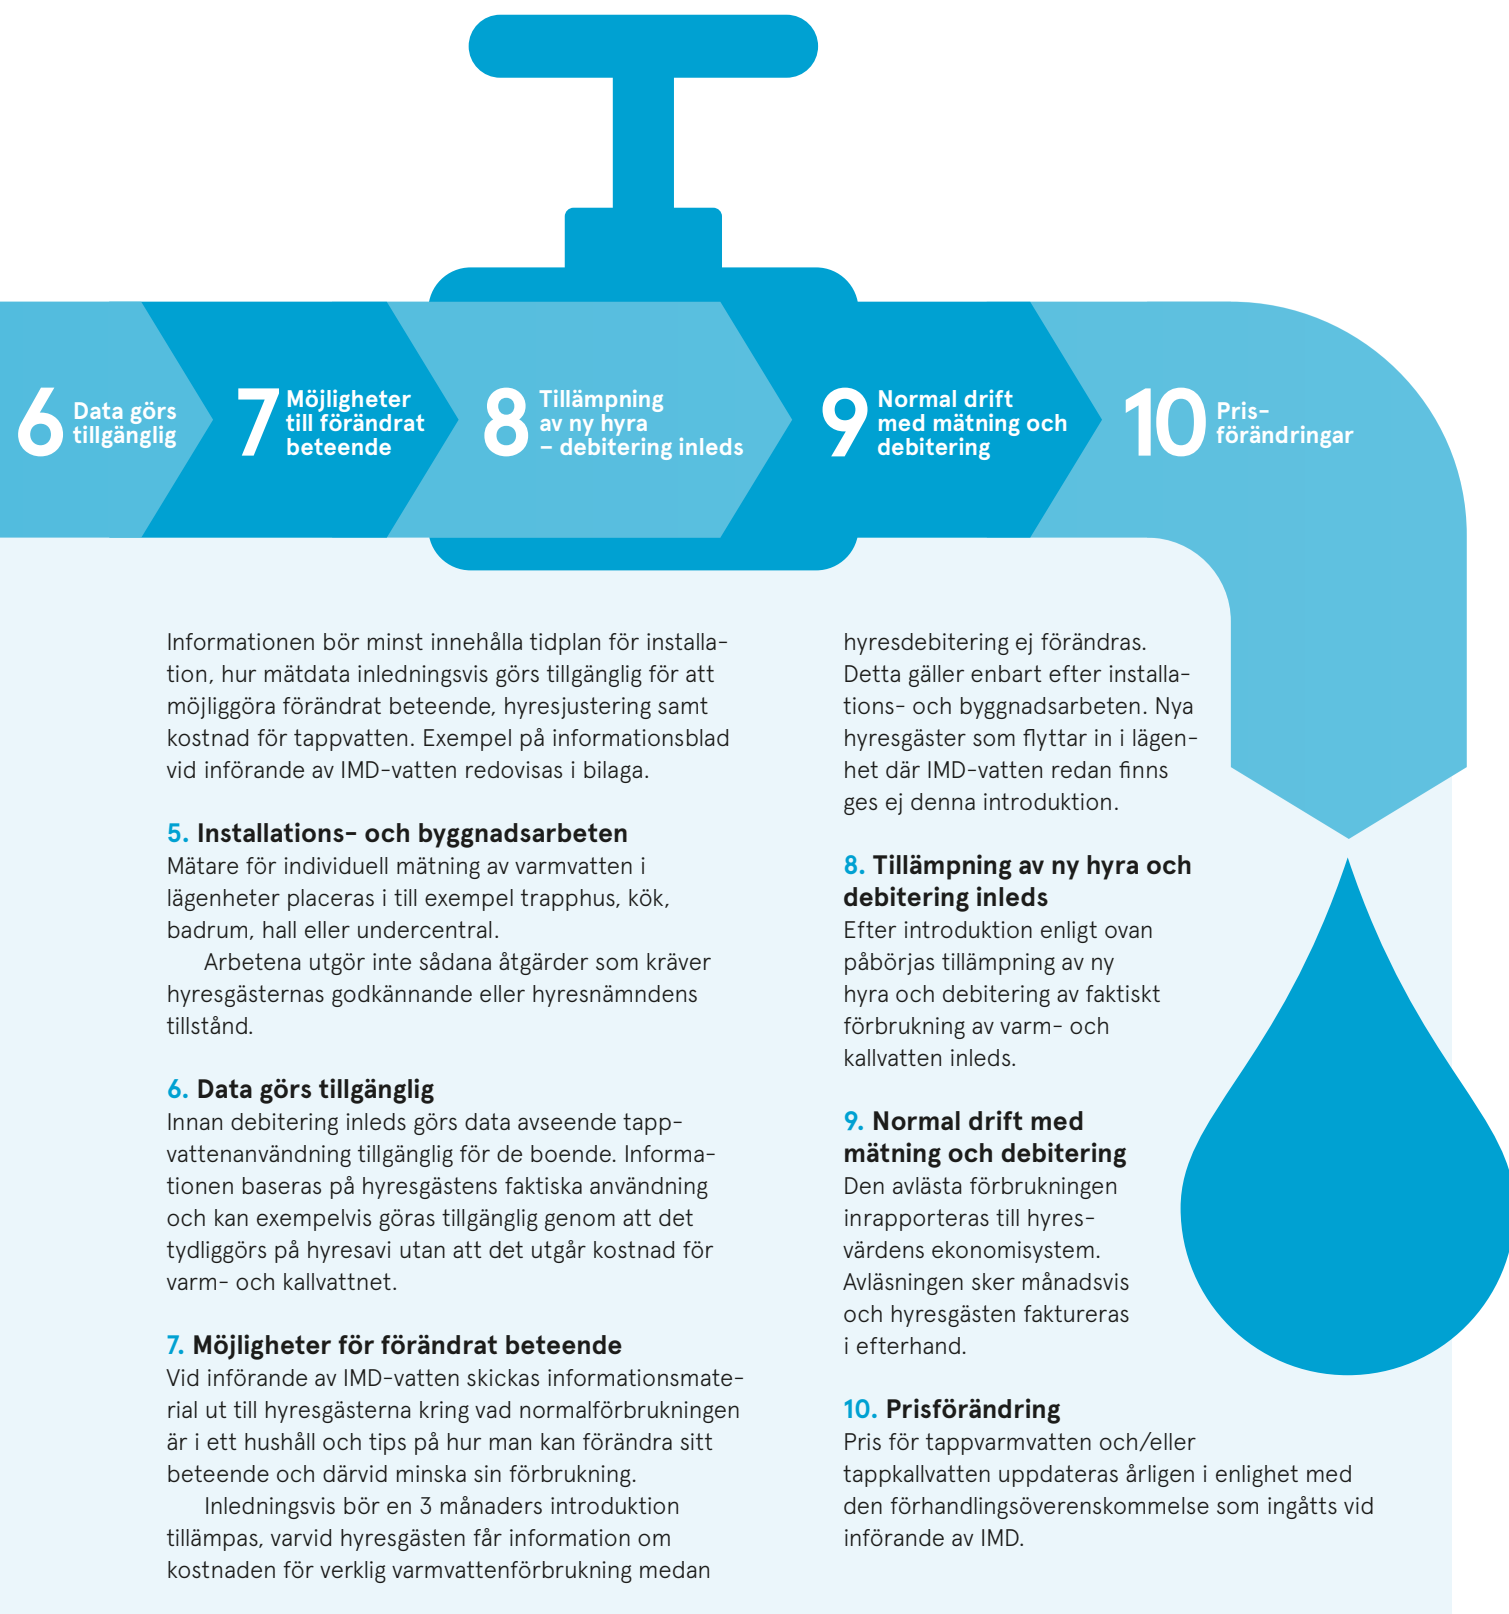 6 Data görs
tillgänglig
7 Möjligheter
till förändrat
beteende
8 Tillämpning
av ny hyra
– debitering inleds
9 Normal drift
med mätning och
debitering
10 Pris-
förändringar
Informationen bör minst innehålla tidplan för installa-
tion, hur mätdata inledningsvis görs tillgänglig för att
möjliggöra förändrat beteende, hyresjustering samt
kostnad för tappvatten. Exempel på informationsblad
vid införande av IMD-vatten redovisas i bilaga.
5. Installations- och byggnadsarbeten
Mätare för individuell mätning av varmvatten i
lägenheter placeras i till exempel trapphus, kök,
badrum, hall eller undercentral.
Arbetena utgör inte sådana åtgärder som kräver
hyresgästernas godkännande eller hyresnämndens
tillstånd.
6. Data görs tillgänglig
Innan debitering inleds görs data avseende tapp-
vattenanvändning tillgänglig för de boende. Informa-
tionen baseras på hyresgästens faktiska användning
och kan exempelvis göras tillgänglig genom att det
tydliggörs på hyresavi utan att det utgår kostnad för
varm- och kallvattnet.
7. Möjligheter för förändrat beteende
Vid införande av IMD-vatten skickas informationsmate-
rial ut till hyresgästerna kring vad normalförbrukningen
är i ett hushåll och tips på hur man kan förändra sitt
beteende och därvid minska sin förbrukning.
Inledningsvis bör en 3 månaders introduktion
tillämpas, varvid hyresgästen får information om
kostnaden för verklig varmvattenförbrukning medan
hyresdebitering ej förändras.
Detta gäller enbart efter installa-
tions- och byggnadsarbeten. Nya
hyresgäster som flyttar in i lägen-
het där IMD-vatten redan finns
ges ej denna introduktion.
8. Tillämpning av ny hyra och
debitering inleds
Efter introduktion enligt ovan
påbörjas tillämpning av ny
hyra och debitering av faktiskt
förbrukning av varm- och
kallvatten inleds.
9. Normal drift med
mätning och debitering
Den avlästa förbrukningen
inrapporteras till hyres-
värdens ekonomisystem.
Avläsningen sker månadsvis
och hyresgästen faktureras
i efterhand.
10. Prisförändring
Pris för tappvarmvatten och/eller
tappkallvatten uppdateras årligen i enlighet med
den förhandlingsöverenskommelse som ingåtts vid
införande av IMD.